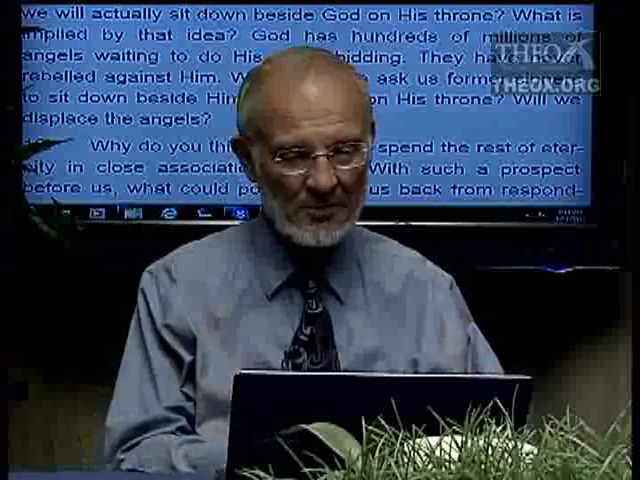 we will actually sit down beside God on His throne? What is
implied by that idea? God has hundreds of millions of
angels waiting to do His bidding. They have never
rebelled against Him. ask us former
to sit down beside on His throne? Will we
displace the angels?
Why do you spend the rest of eter-
nity in close With such a prospect
before us, what could us back from respond-
THEOX
THEOX.ORG